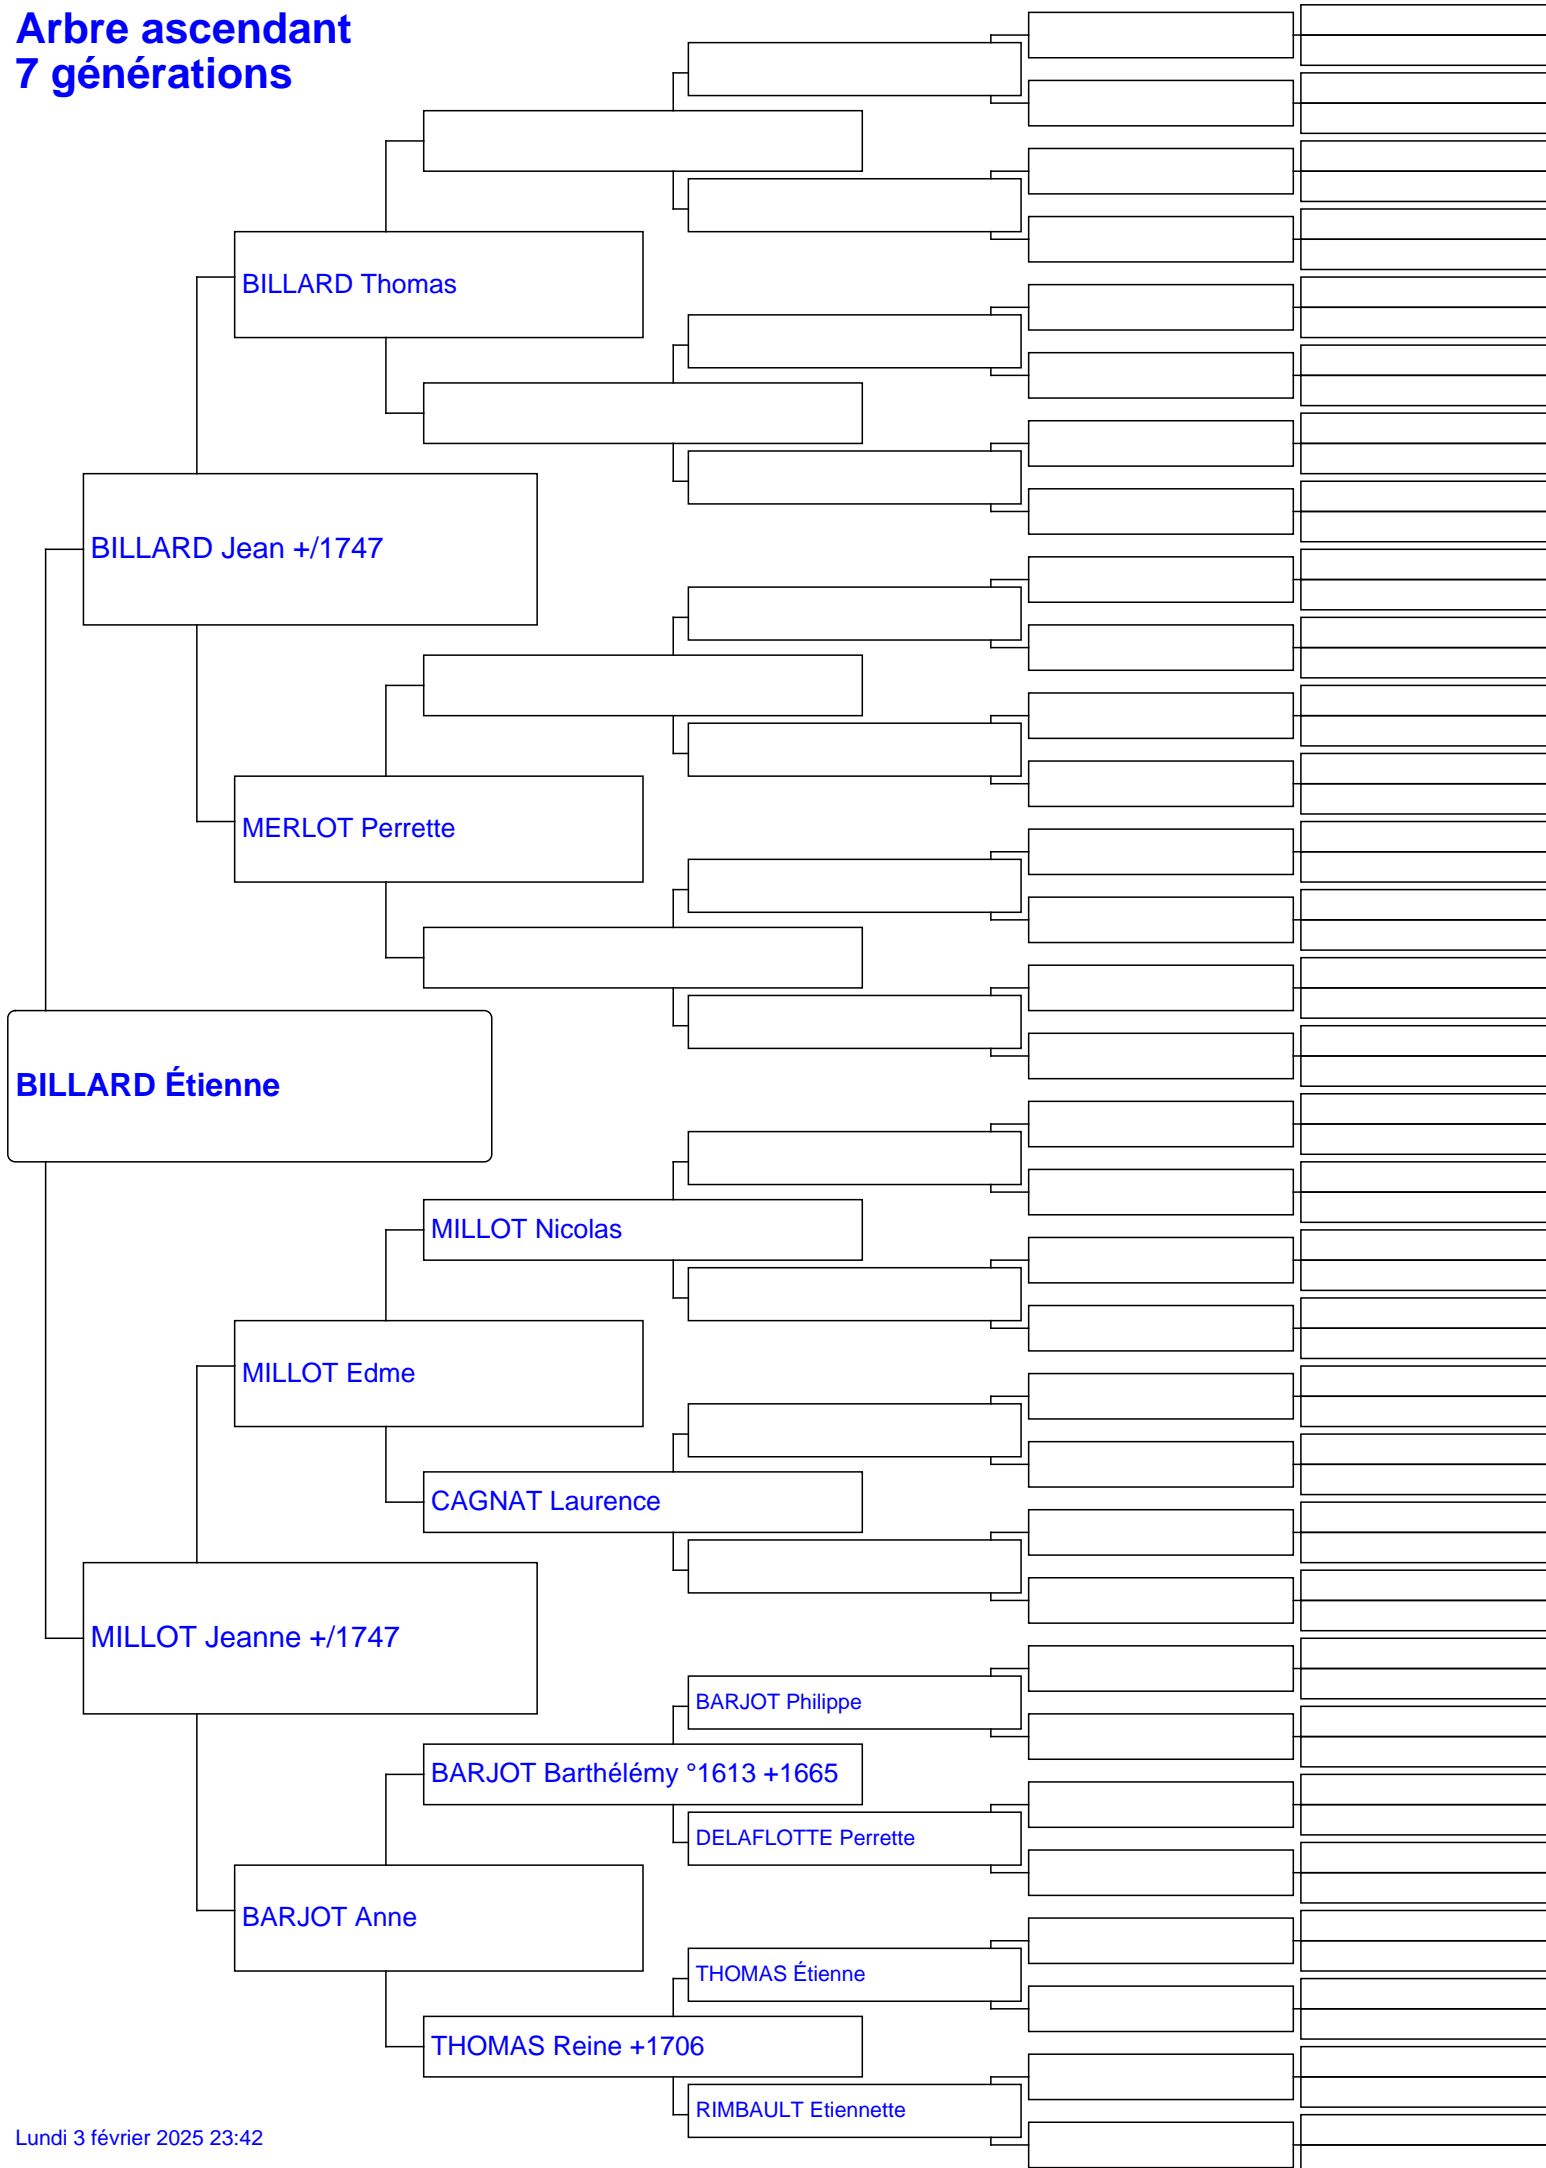 Arbre ascendant
7 générations
BILLARD Thomas
BILLARD Jean +/1747
MERLOT Perrette
BILLARD Étienne
MILLOT Nicolas
MILLOT Edme
CAGNAT Laurence
MILLOT Jeanne +/1747
BARJOT Philippe
BARJOT Barthélémy °1613 +1665
DELAFLOTTE Perrette
BARJOT Anne
THOMAS Étienne
THOMAS Reine +1706
RIMBAULT Etiennette
Lundi 3 février 2025 23:42